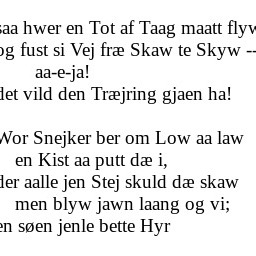 saa hwer en Tot af Taag maatt flyw
og fust si Vej fræ Skaw te Skyw --
aa-e-ja!
det vild den Træjring gjaen ha!

Wor Snejker ber om Low aa law
en Kist aa putt dæ i,
der aalle jen Stej skuld dæ skaw
men blyw jawn laang og vi;
en søen jenle bette Hyr